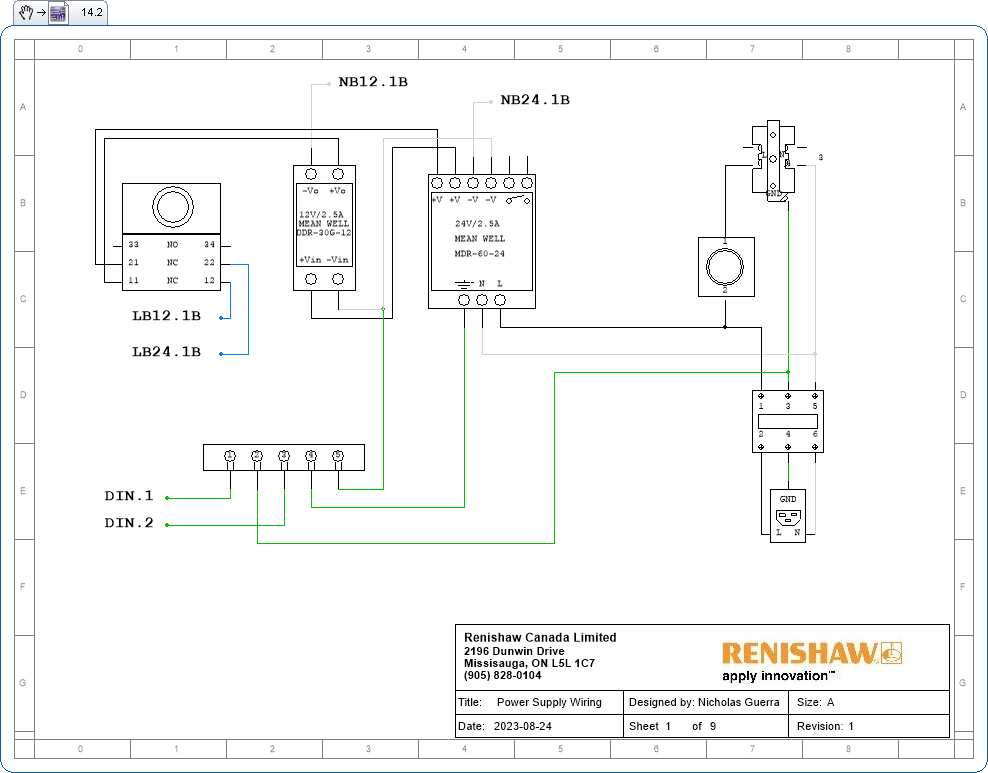 14.2
0 1 2 3 4 5 6 7 8
A A
B B
C C
D D
E E
F F
G G
NB12.1B
NB24.1B
-Vo +Vo
12V/2.5A
MEAN WELL
DDR-30G-12
+Vin -Vin
+V +V -V -V
24V/2.5A
MEAN WELL
MDR-60-24
N L
33 NO 34
21 NC 22
11 NC 12
LB12.1B
LB24.1B
L N
3
GND
1
2
1 3 5
2 4 6
GND
L N
1 2 3 4 5
DIN.1
DIN.2
Renishaw Canada Limited
2196 Dunwin Drive
Missisauga, ON L5L 1C7
(905) 828-0104
RENISHAW
apply innovation™
Title: Power Supply Wiring
Designed by: Nicholas Guerra
Size: A
Date: 2023-08-24
Sheet 1 of 9
Revision: 1
0 1 2 3 4 5 6 7 8